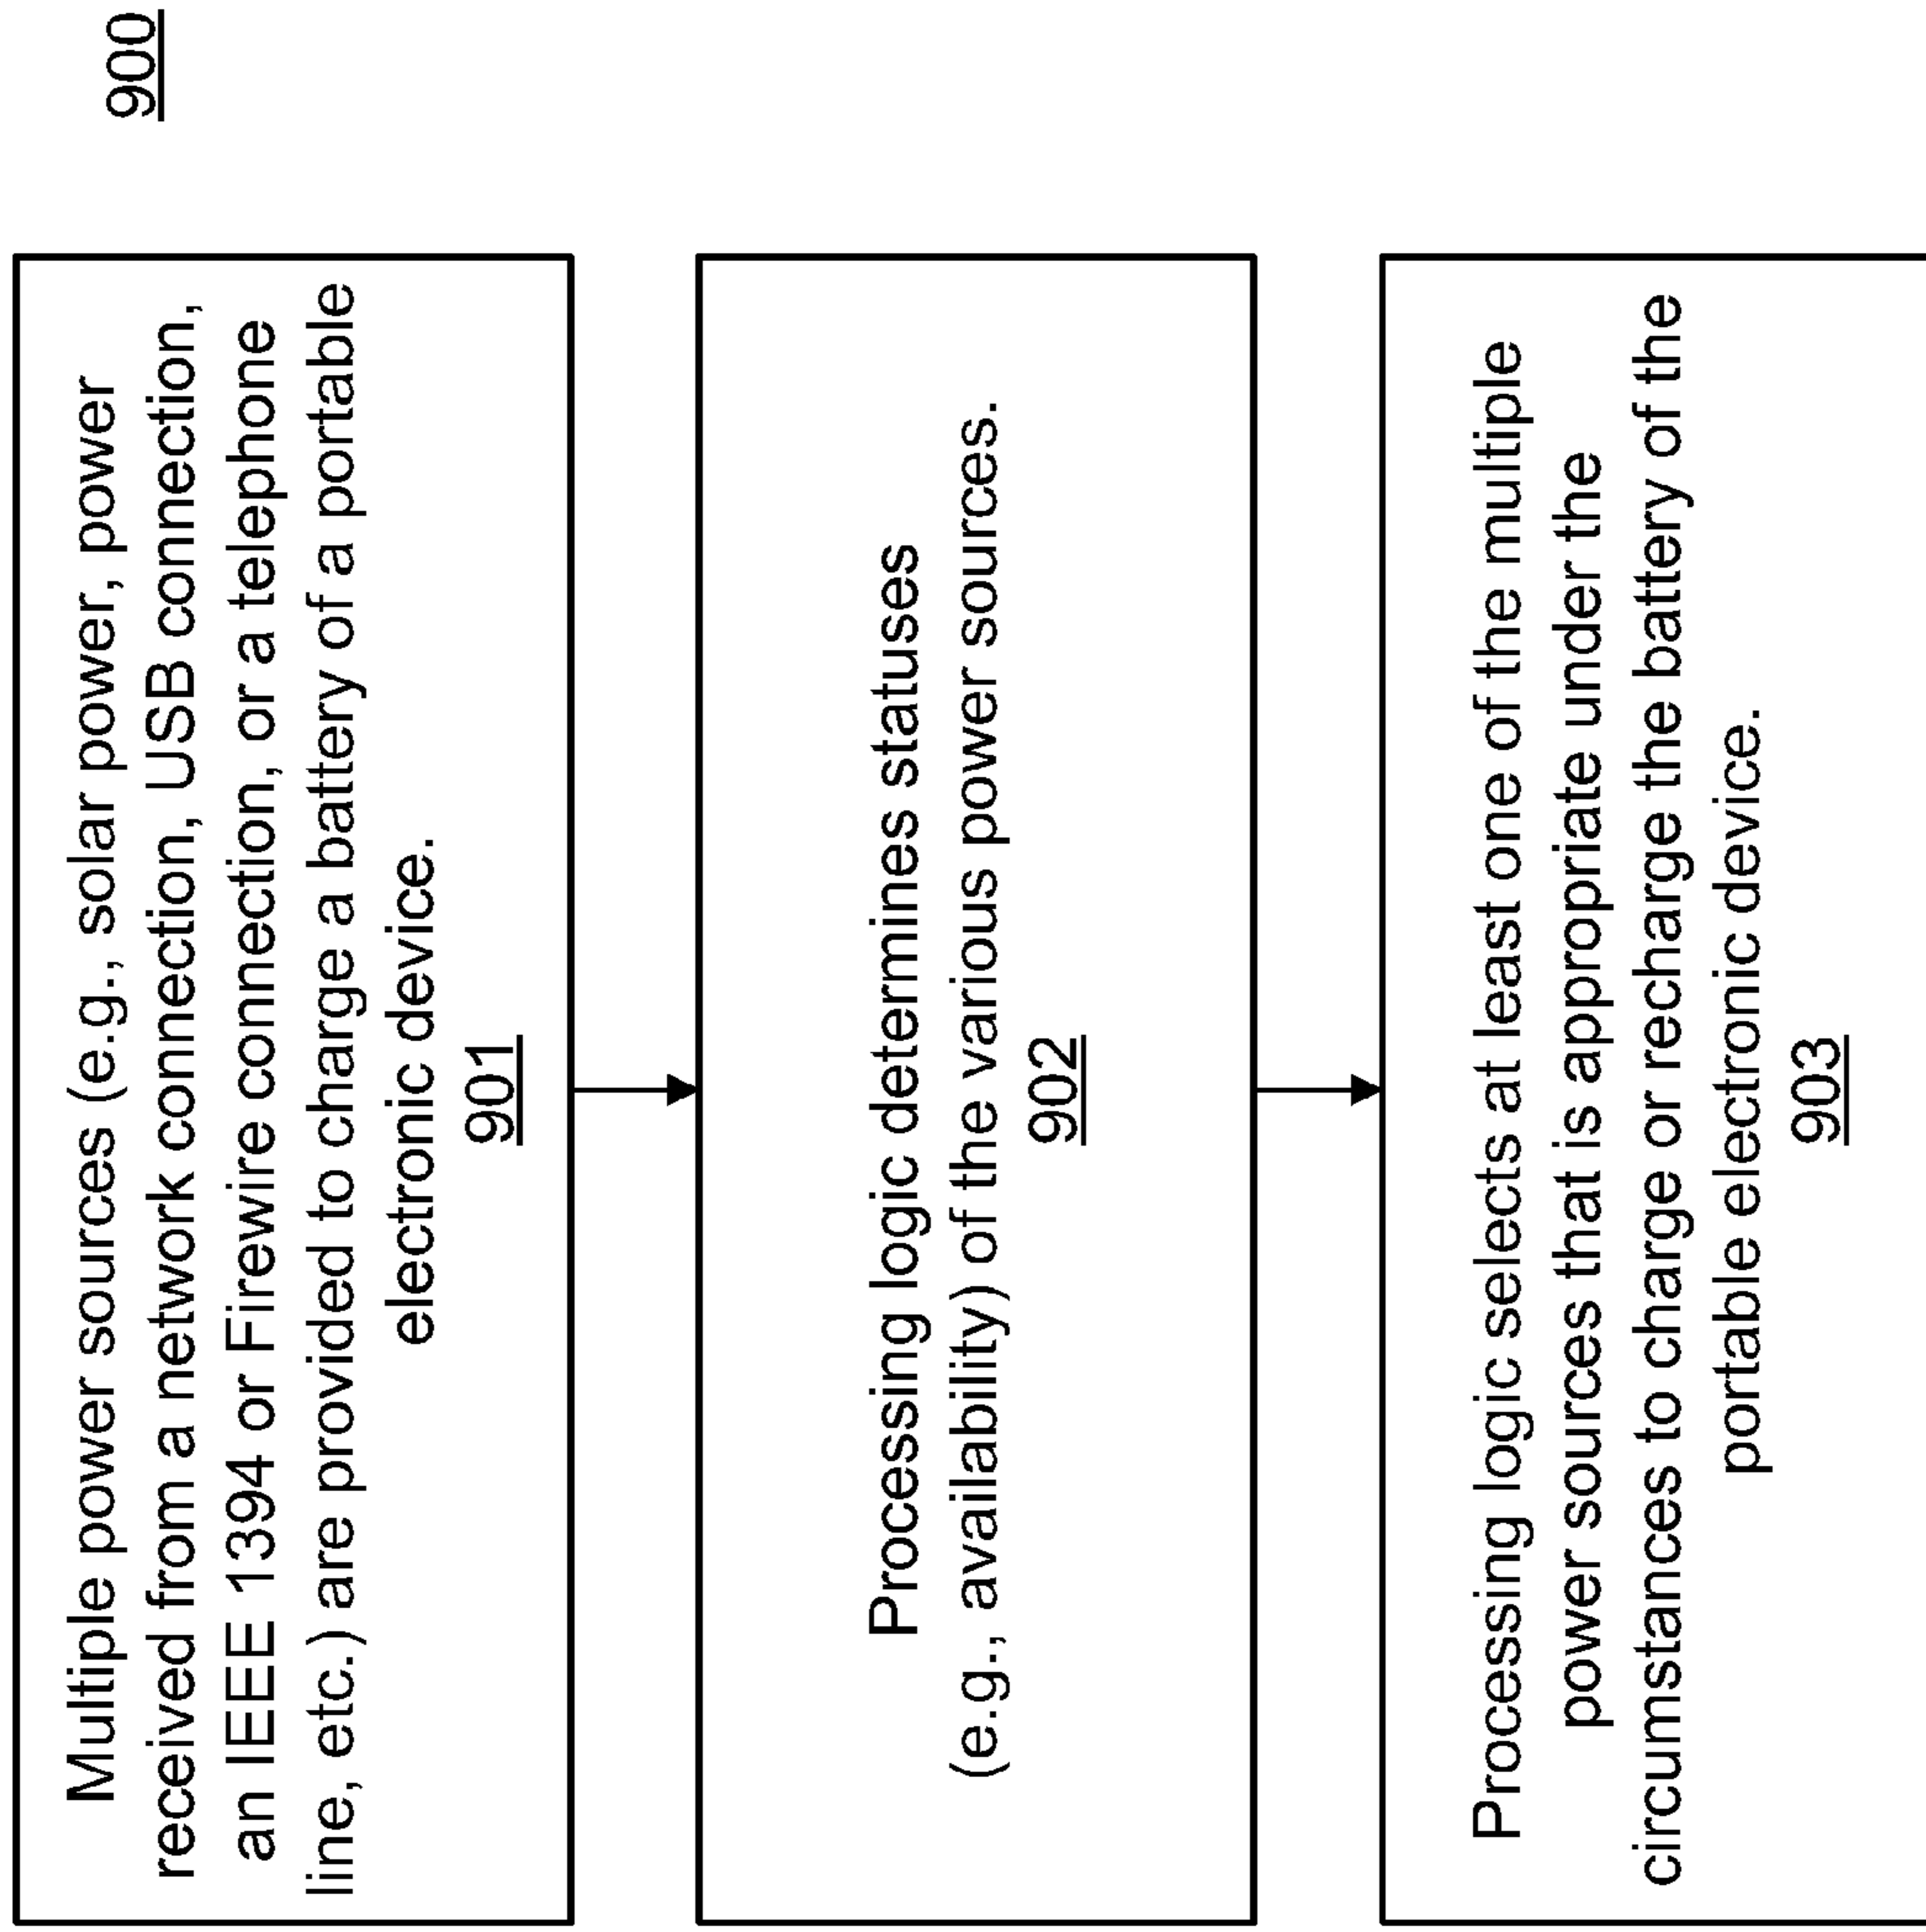 900
Multiple power sources (e.g., solar power, power
received from a network connection, USB connection,
an IEEE 1394 or Firewire connection, or a telephone
line, etc.) are provided to charge a battery of a portable
electronic device.
901
Processing logic determines statuses
(e.g., availability) of the various power sources.
902
Processing logic selects at least one of the multiple
power sources that is appropriate under the
circumstances to charge or recharge the battery of the
portable electronic device.
903